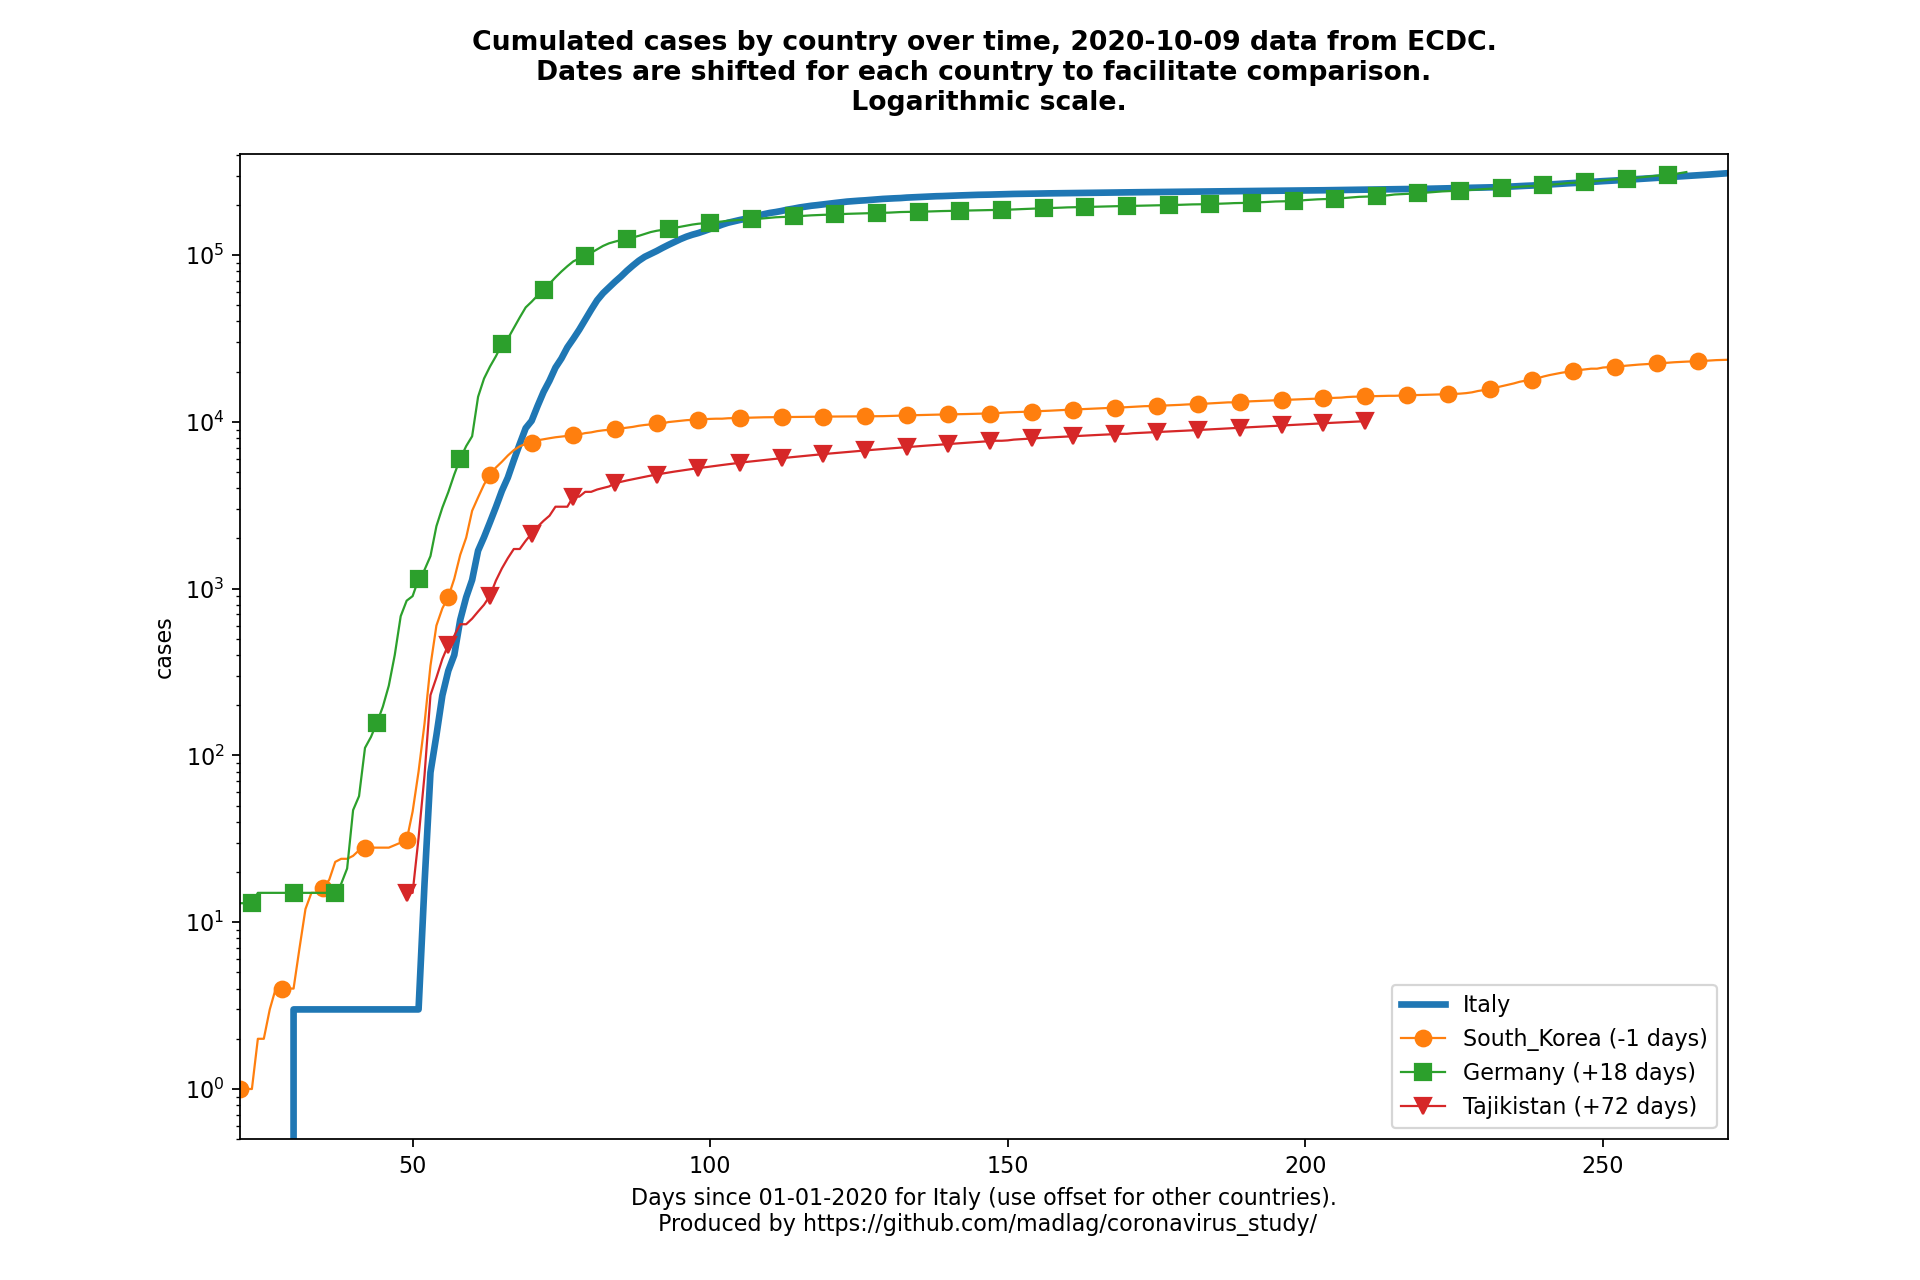 Cumulated cases by country over time, 2020-10-09 data from ECDC.
Dates are shifted for each country to facilitate comparison.
Logarithmic scale.
10^5
10^4
10^3
10^2
10^1
10^0
cases
Italy
South_Korea (-1 days)
Germany (+18 days)
Tajikistan (+72 days)
50 100 150 200 250
Days since 01-01-2020 for Italy (use offset for other countries).
Produced by https://github.com/madlag/coronavirus_study/